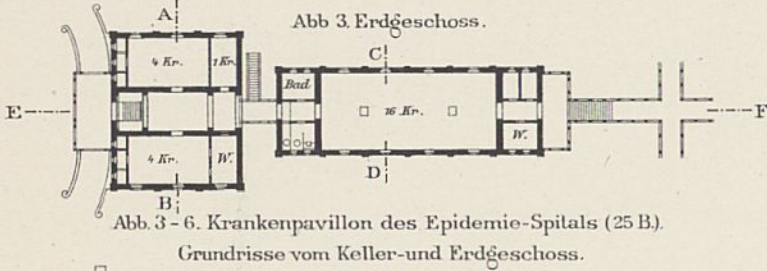 Abb 3. Erdgeschoss.
A
4 Kr.
1 Kr.
C
Bad
E
16 Kr.
F
4 Kr.
W.
W.
B
D
Abb. 3-6. Krankenpavillon des Epidemie-Spitals (25 B.).
Grundrisse vom Keller-und Erdgeschoss.